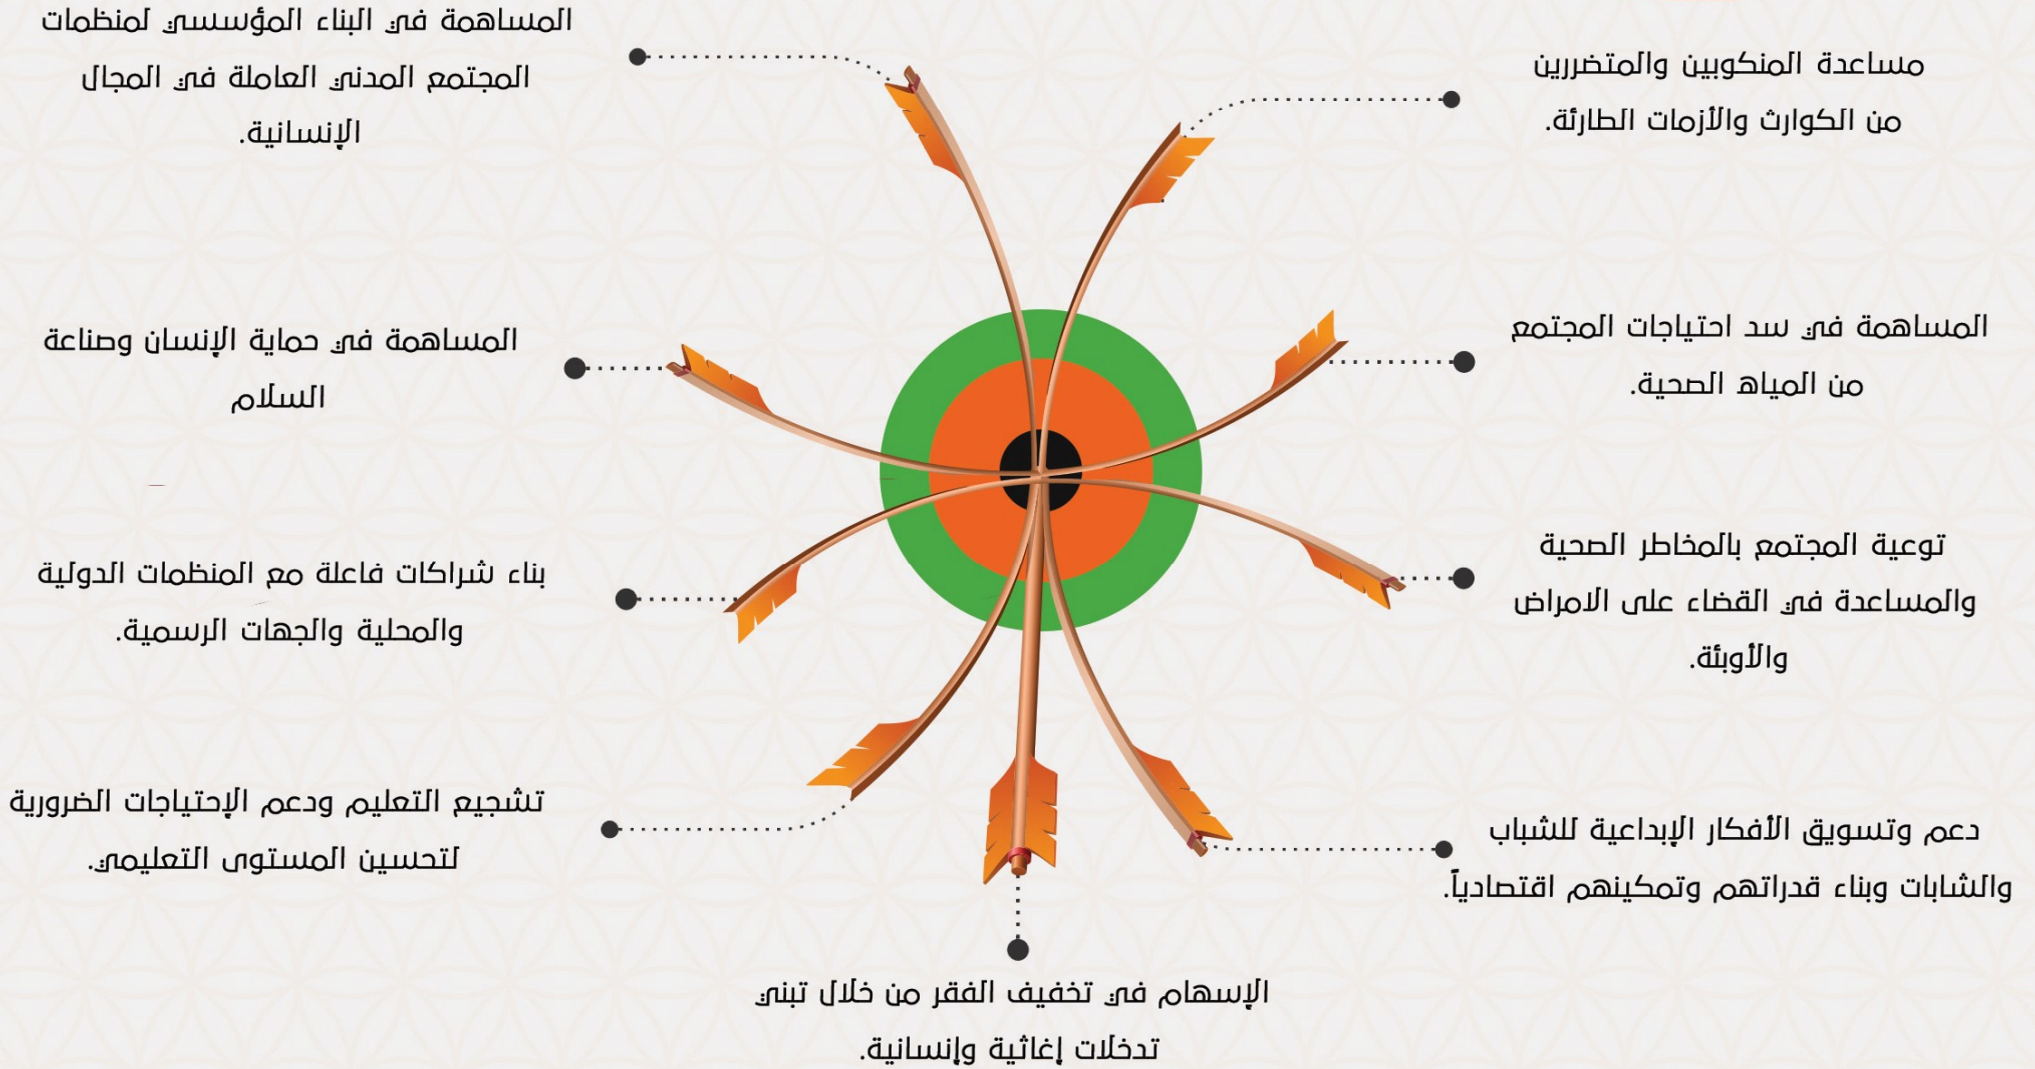 مساعدة المنكوبين والمتضررين
من الكوارث والأزمات الطارئة.
المساهمة في سد احتياجات المجتمع
من المياه الصحية.
توعية المجتمع بالمخاطر الصحية
والمساعدة في القضاء على الامراض
والأوبئة.
دعم وتسويق الأفكار الإبداعية للشباب
والشابات وبناء قدراتهم وتمكينهم اقتصادياً.
الإسهام في تخفيف الفقر من خلال تبني
تدخلات إغاثية وإنسانية.
تشجيع التعليم ودعم الإحتياجات الضرورية
لتحسين المستوى التعليمي.
بناء شراكات فاعلة مع المنظمات الدولية
والمحلية والجهات الرسمية.
المساهمة في حماية الإنسان وصناعة
السلام
المساهمة في البناء المؤسسي لمنظمات
المجتمع المدني العاملة في المجال
الإنسانية.